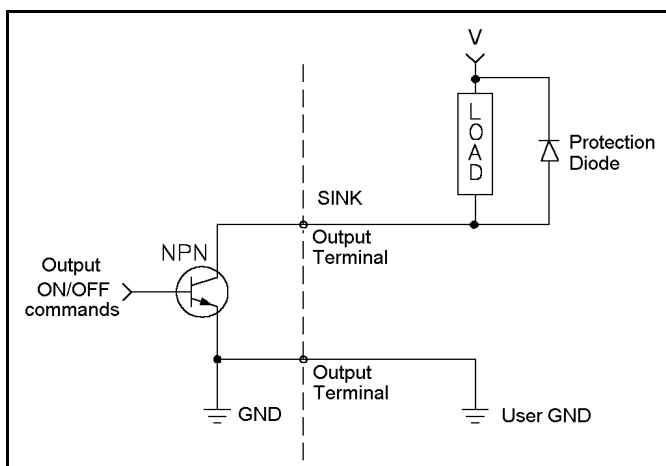 V
LOAD
Protection
Diode
SINK
Output
Terminal
NPN
Output
ON/OFF
commands
Output
Terminal
GND
User GND